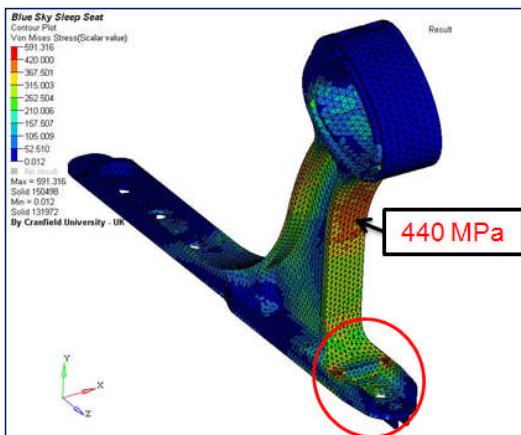 Blue Sky Sleep Seat
Contour Plot
Von Mises Stress(Scalar value)
Result
591.316
420.000
367.501
315.003
262.504
210.006
157.507
105.009
52.510
0.012
No result
Max = 591.316
Solid 150498
Min = 0.012
Solid 131972
By Cranfield University - UK
440 MPa
Y
X
Z
X